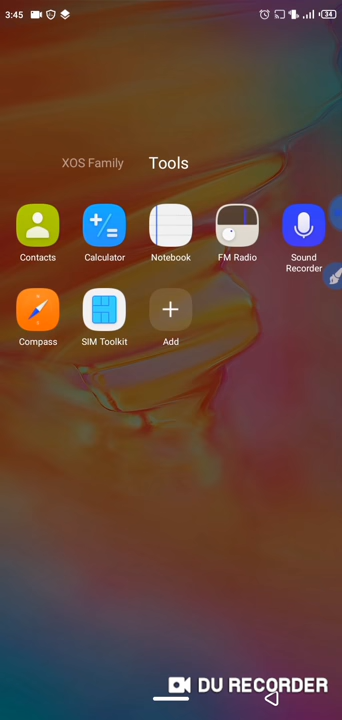 3:45
34
XOS Family
Tools
Contacts
Calculator
Notebook
FM Radio
Sound
Recorder
Compass
SIM Toolkit
Add
DU RECORDER